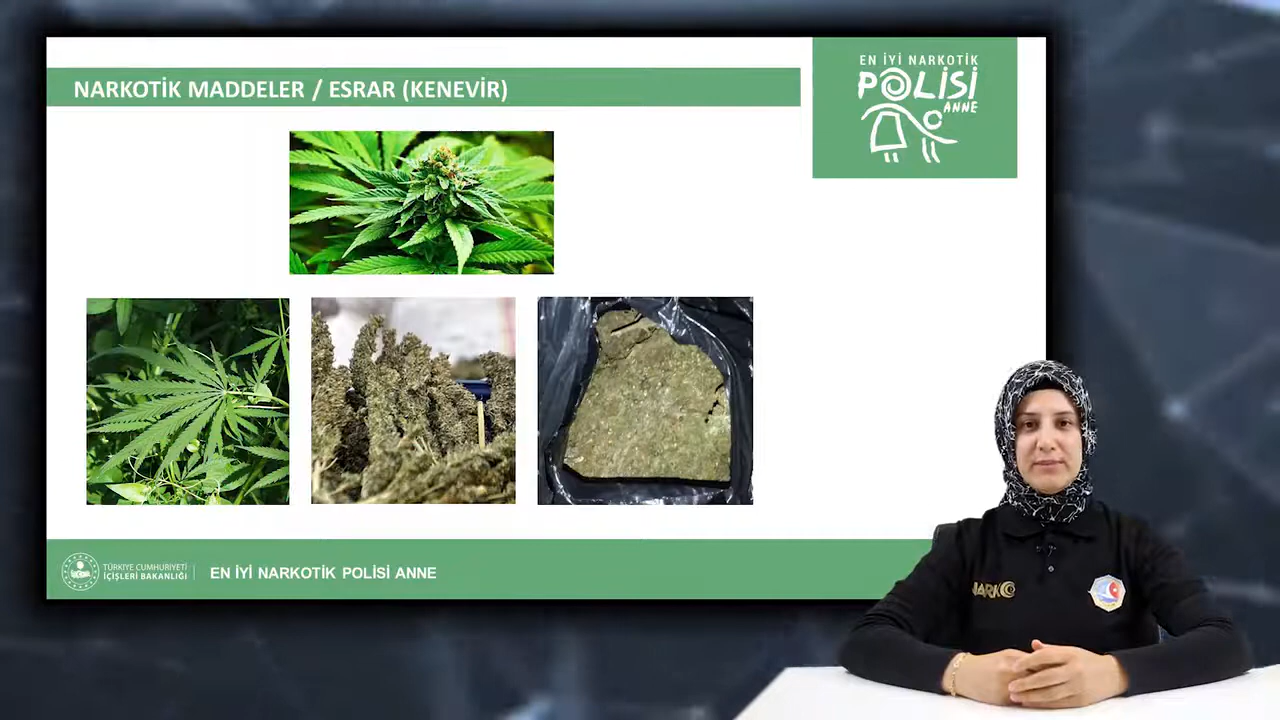 NARKOTİK MADDELER / ESRAR (KENEVİR)
EN İYİ NARKOTİK
POLİSİ
ANNE
TÜRKİYE CUMHURİYETİ
İÇİŞLERİ BAKANLIĞI
EN İYİ NARKOTİK POLİSİ ANNE
NARKO